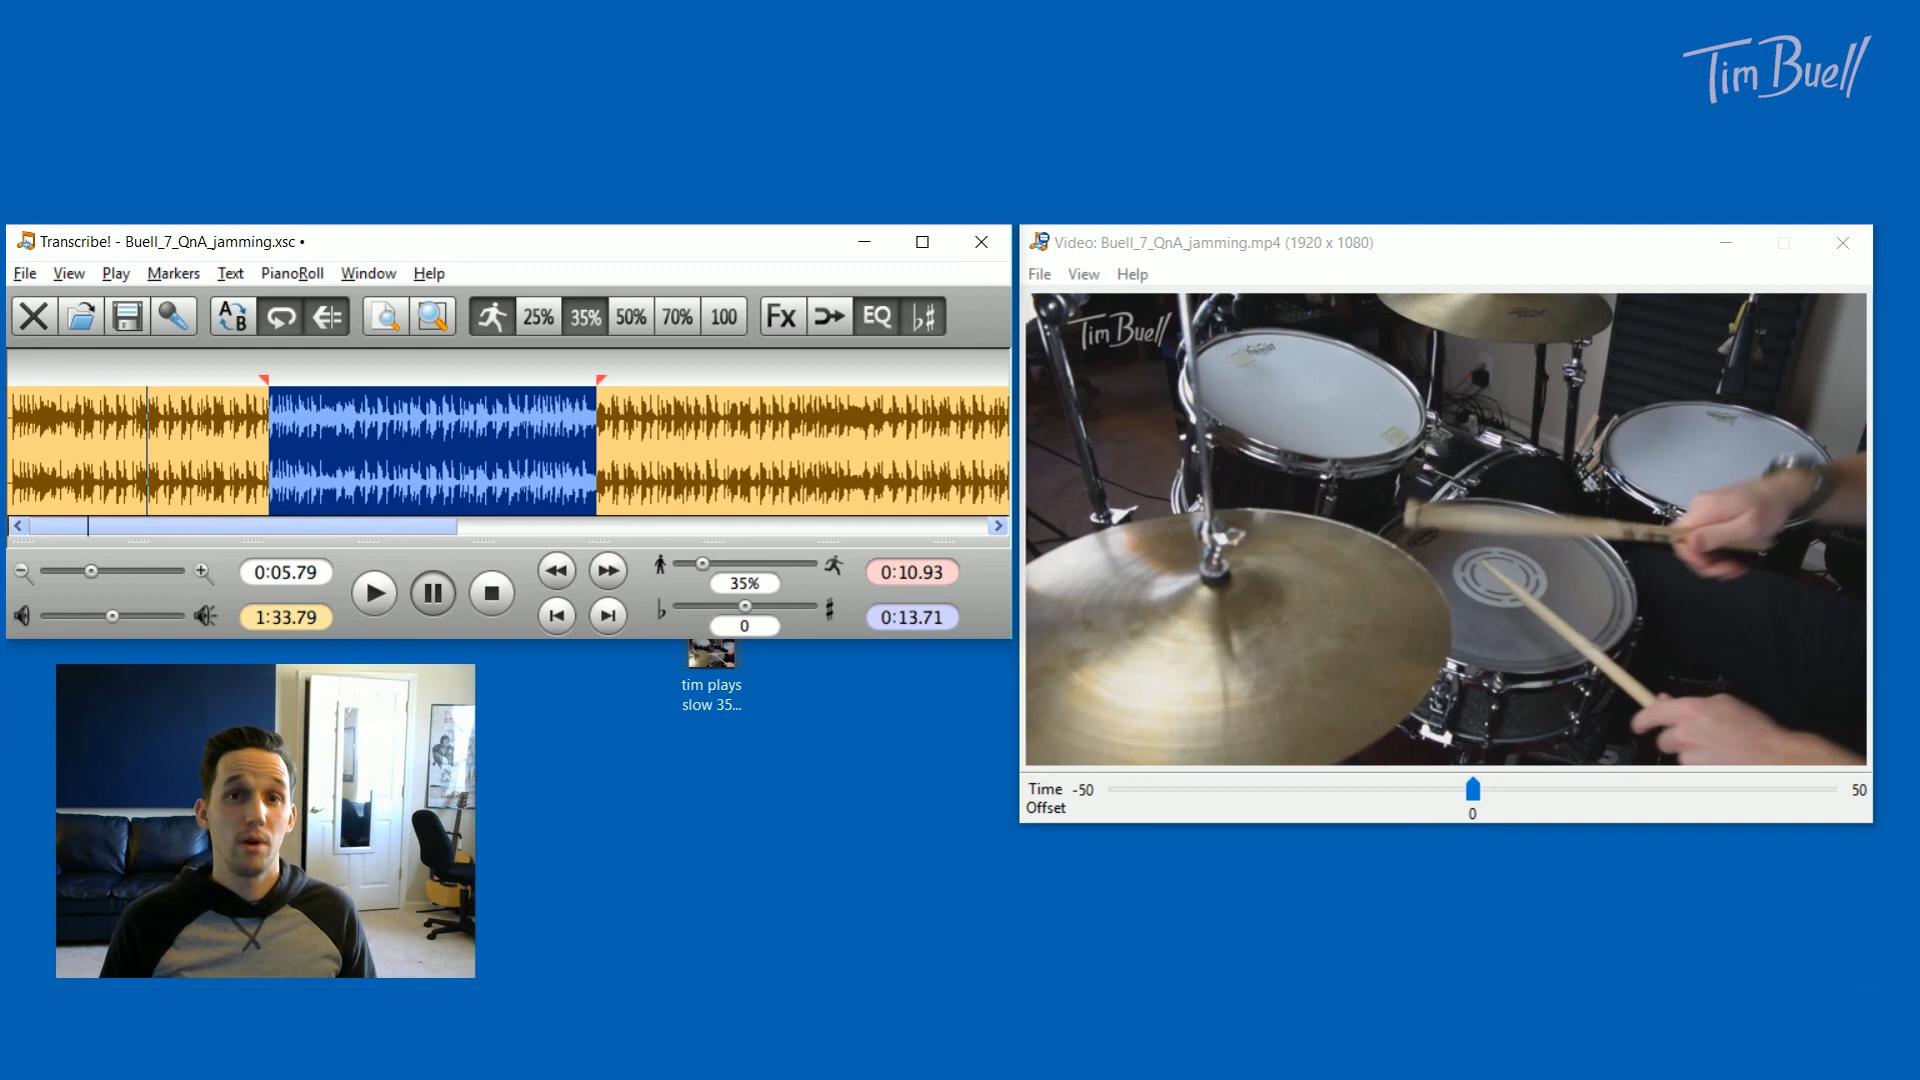 Tim Buell
Transcribe! - Buell_7_QnA_jamming.xsc •
File View Play Markers Text PianoRoll Window Help
A B 25% 35% 50% 70% 100 Fx EQ ♭♯
0:05.79
1:33.79
35%
♭ ♯
0
0:10.93
0:13.71
tim plays
slow 35...
Video: Buell_7_QnA_jamming.mp4 (1920 x 1080)
File View Help
Tim Buell
Time -50 50
Offset
0